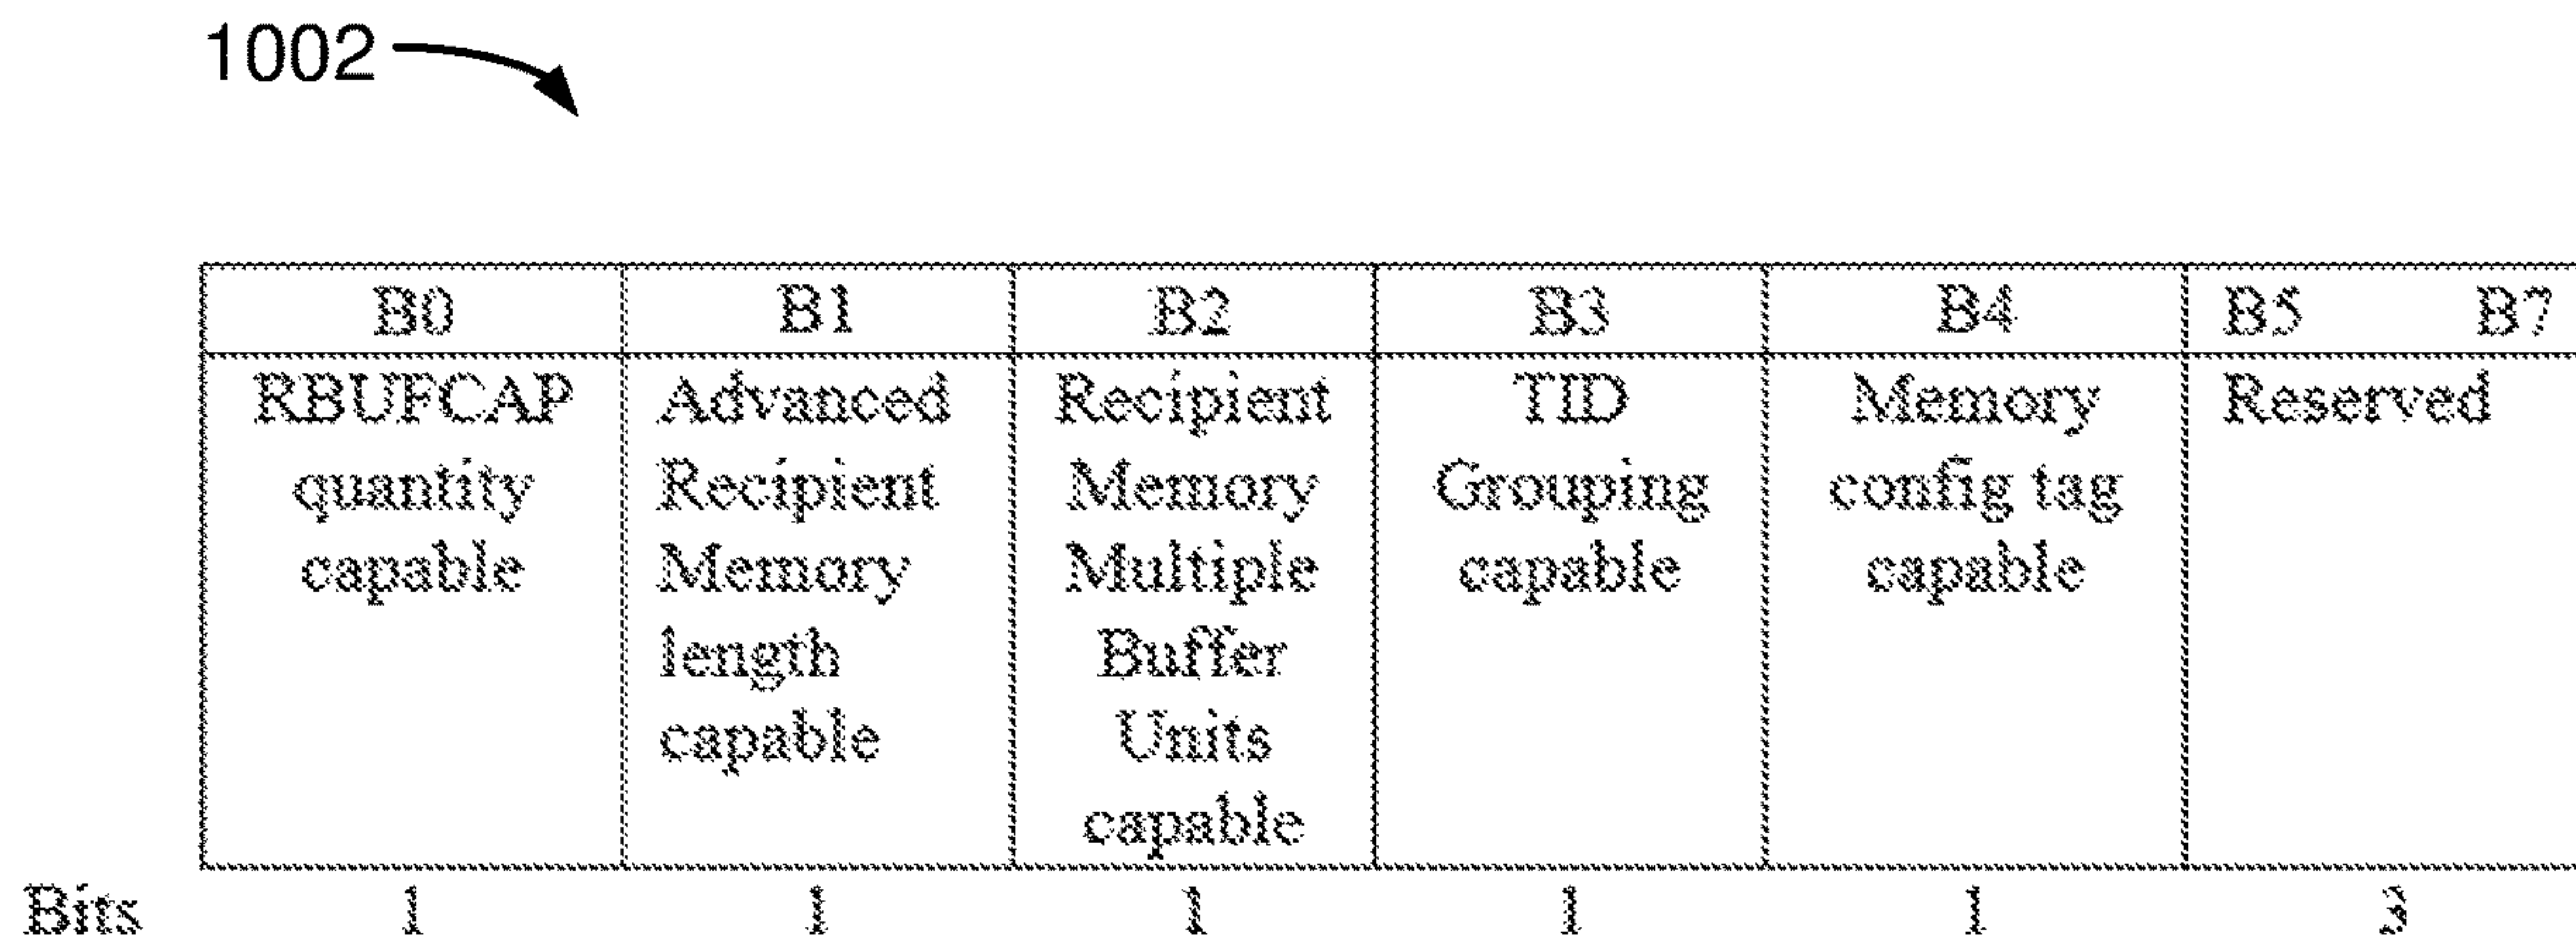 1002
B0 B1 B2 B3 B4 B5 B7
RBUFCAP Advanced Recipient TID Memory Reserved
quantity Recipient Memory Grouping config tag
capable Memory Multiple capable capable
length Buffer
capable Units
capable
Bits 1 1 1 1 1 3